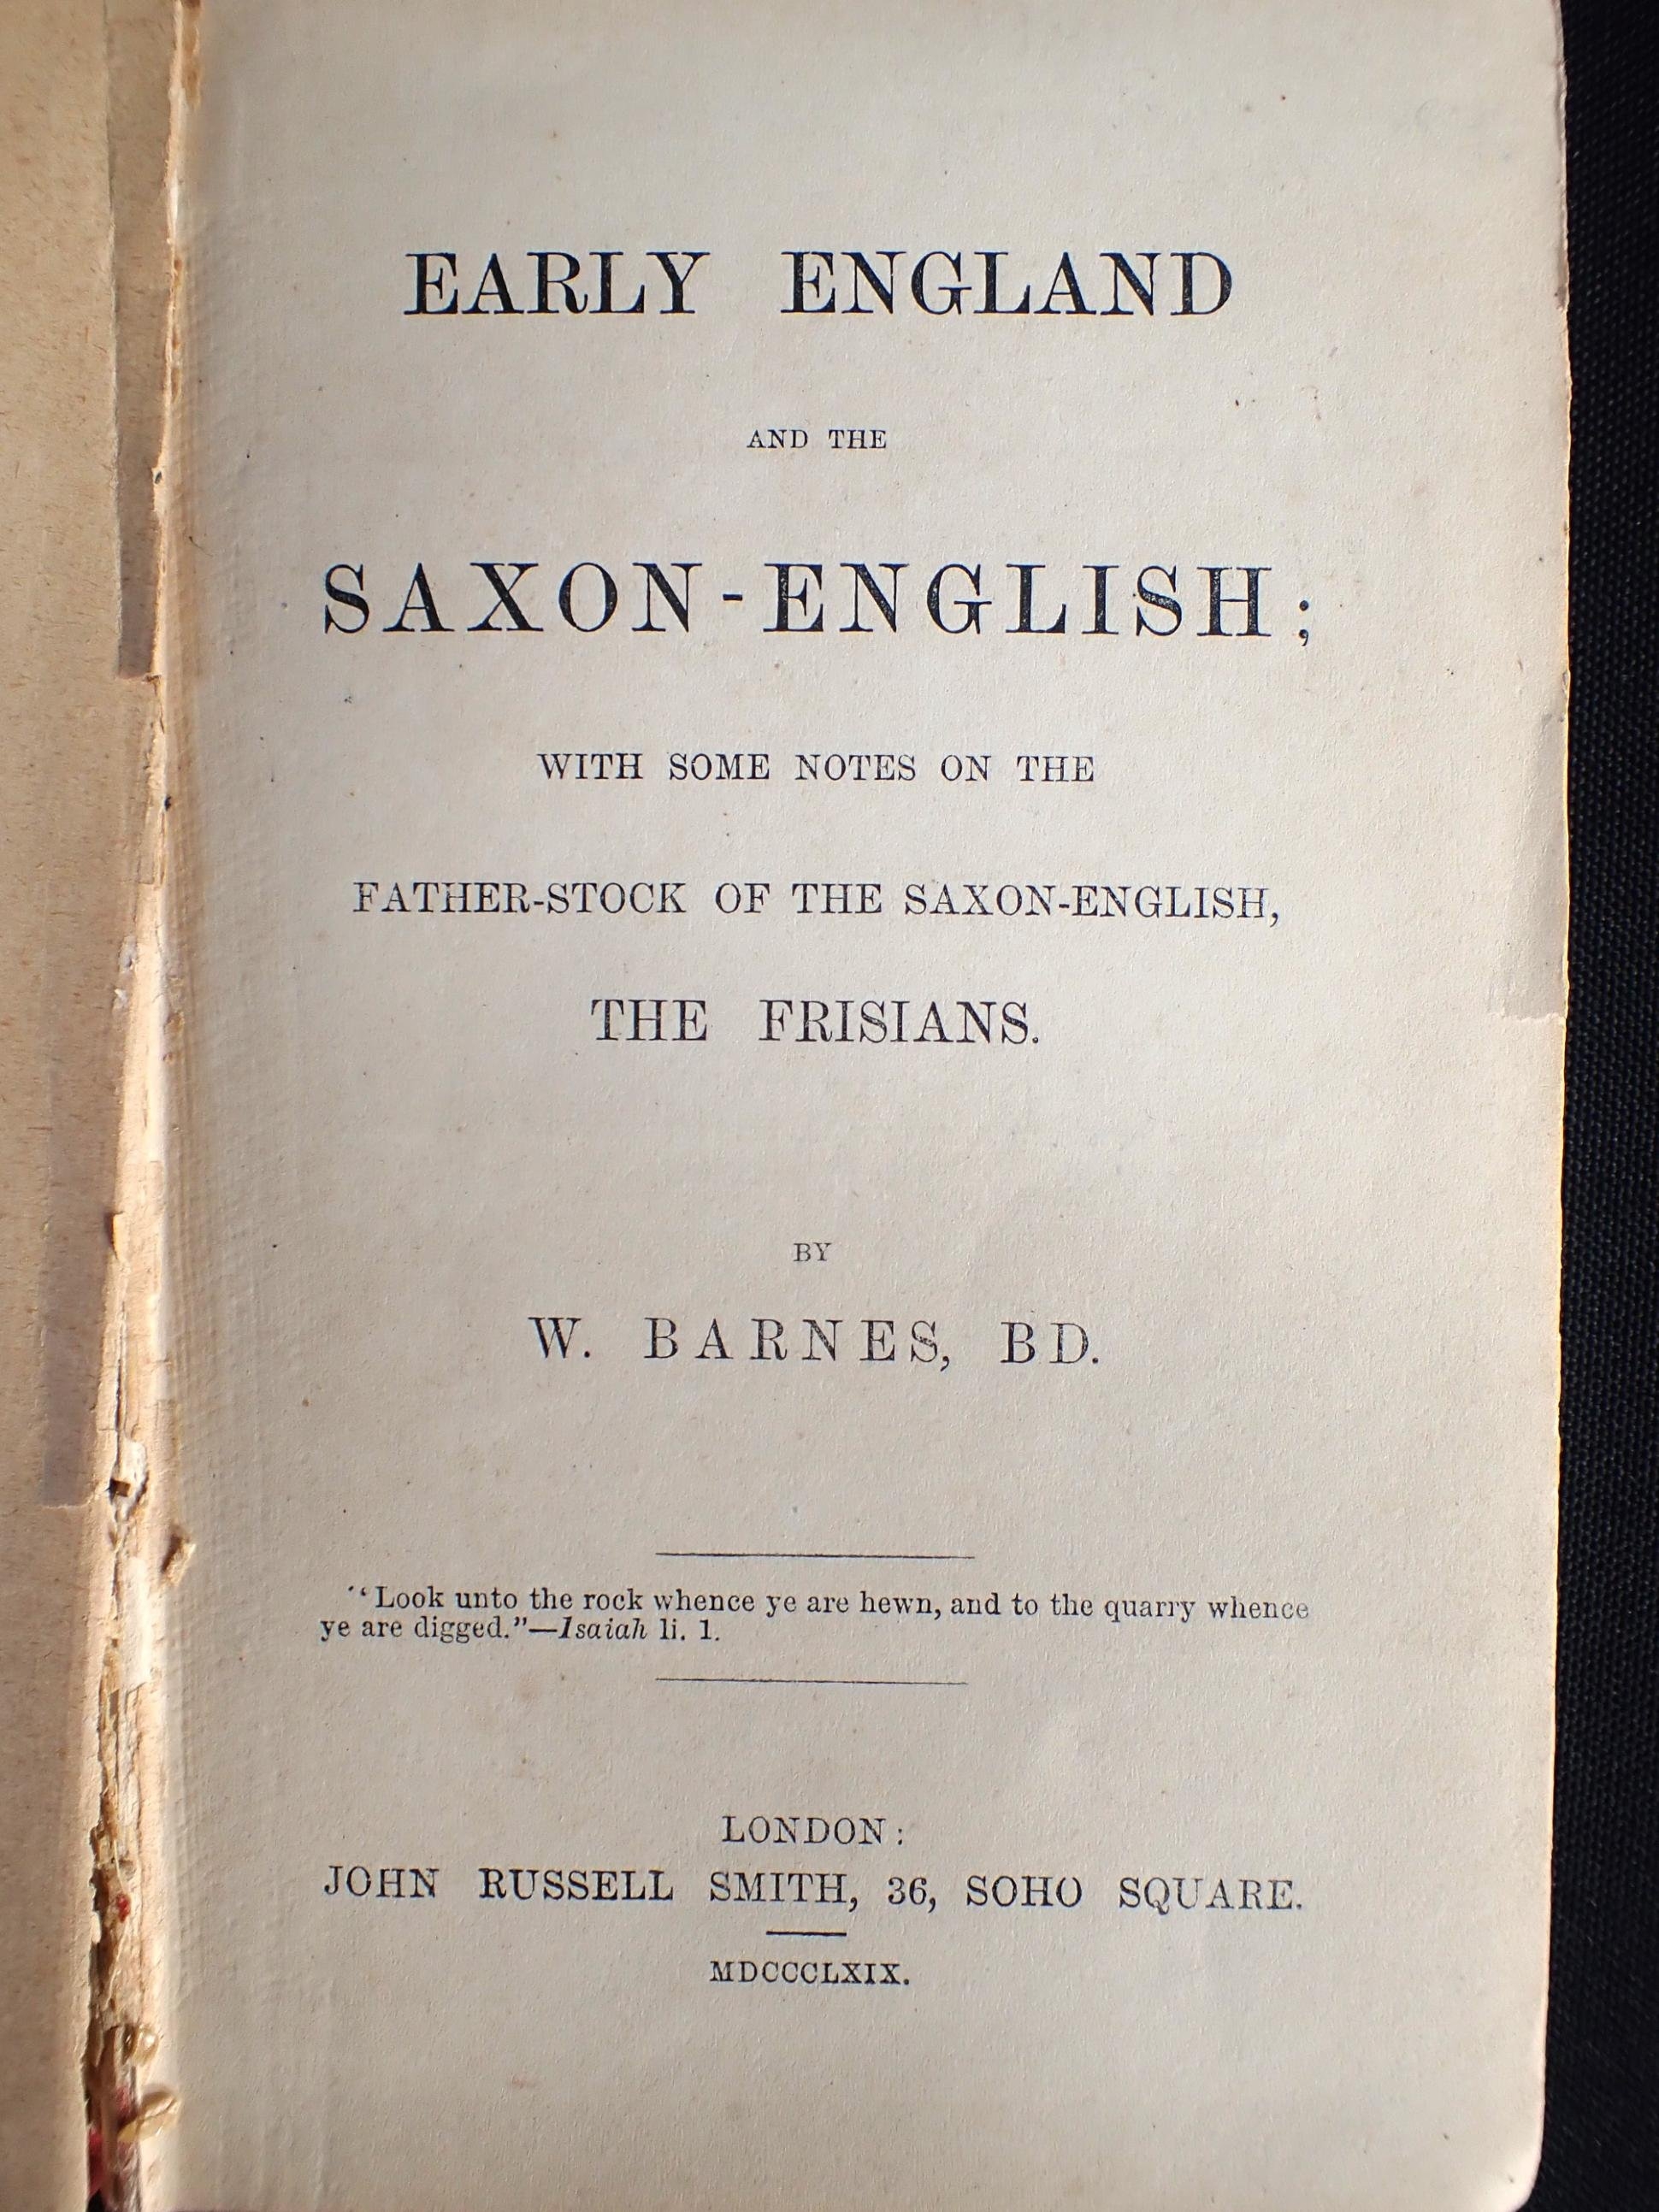 EARLY ENGLAND
AND THE
SAXON-ENGLISH;
WITH SOME NOTES ON THE
FATHER-STOCK OF THE SAXON-ENGLISH,
THE FRISIANS.
BY
W. BARNES, BD.
“Look unto the rock whence ye are hewn, and to the quarry whence
ye are digged.”—Isaiah li. 1.
LONDON:
JOHN RUSSELL SMITH, 36, SOHO SQUARE.
MDCCCLXIX.